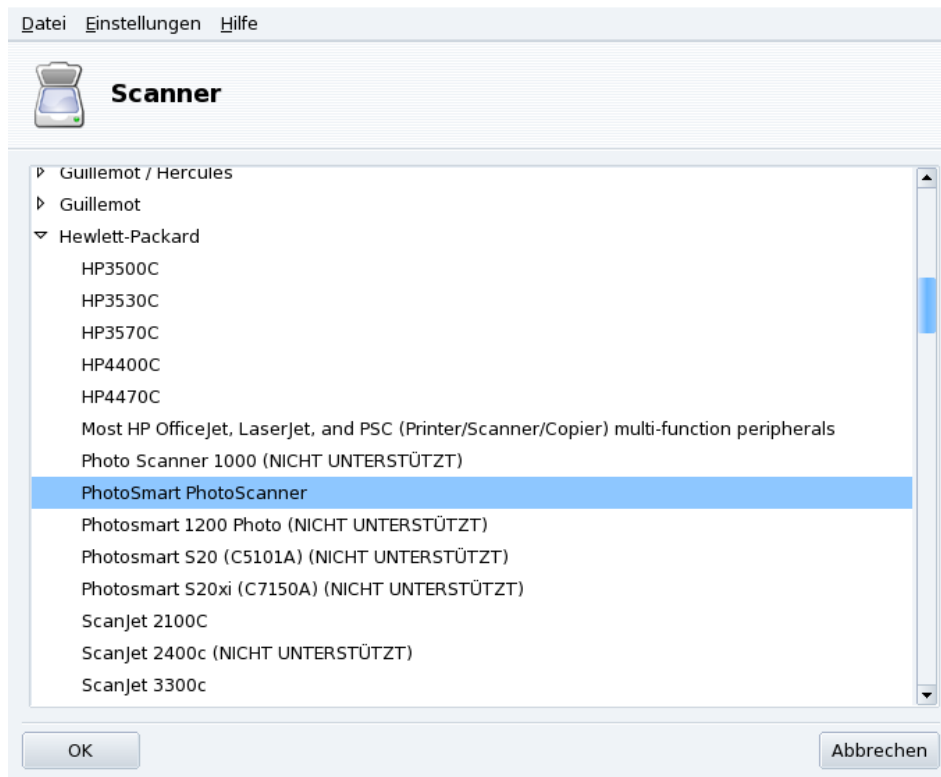 Datei Einstellungen Hilfe
Scanner
Guillemot / Hercules
Guillemot
Hewlett-Packard
HP3500C
HP3530C
HP3570C
HP4400C
HP4470C
Most HP OfficeJet, LaserJet, and PSC (Printer/Scanner/Copier) multi-function peripherals
Photo Scanner 1000 (NICHT UNTERSTÜTZT)
PhotoSmart PhotoScanner
Photosmart 1200 Photo (NICHT UNTERSTÜTZT)
Photosmart S20 (C5101A) (NICHT UNTERSTÜTZT)
Photosmart S20xi (C7150A) (NICHT UNTERSTÜTZT)
ScanJet 2100C
ScanJet 2400c (NICHT UNTERSTÜTZT)
ScanJet 3300c
OK Abbrechen